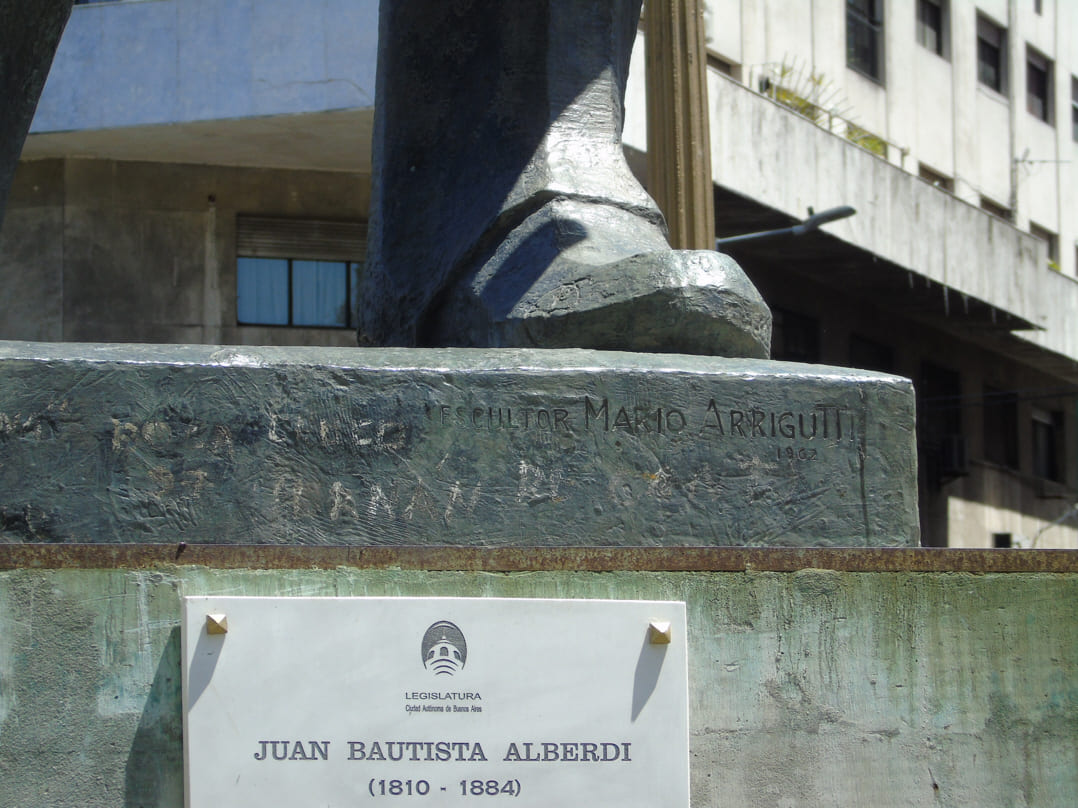 ESCULTOR MARIO ARRIGUTTI
1962
LEGISLATURA
Ciudad Autónoma de Buenos Aires
JUAN BAUTISTA ALBERDI
(1810 - 1884)